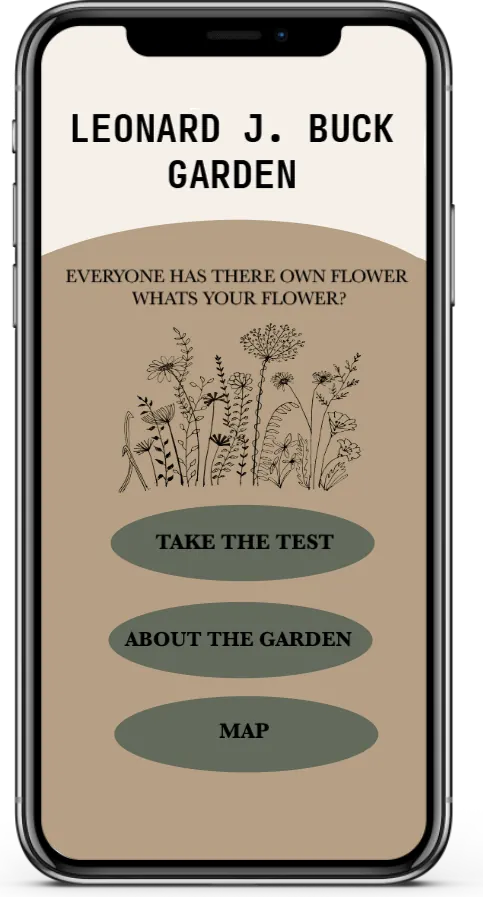 LEONARD J. BUCK
GARDEN
EVERYONE HAS THERE OWN FLOWER
WHATS YOUR FLOWER?
TAKE THE TEST
ABOUT THE GARDEN
MAP